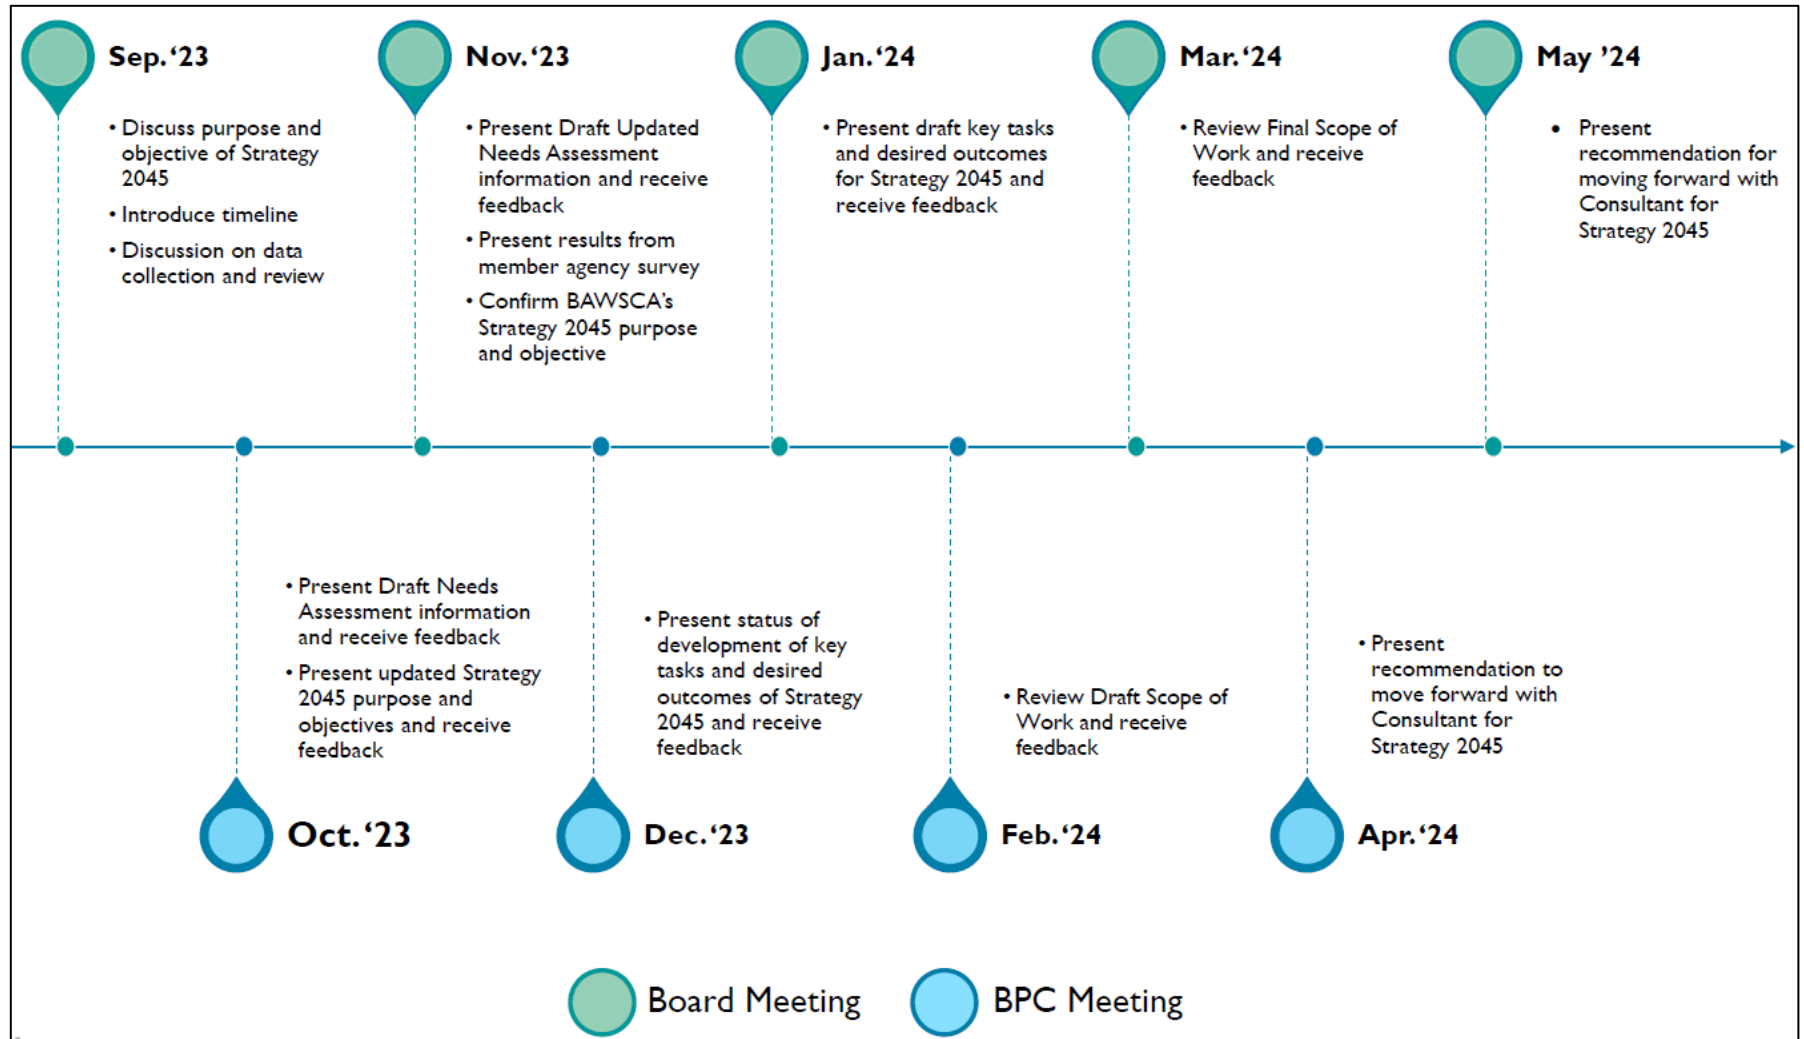 Sep. ‘23
• Discuss purpose and
objective of Strategy
2045
• Introduce timeline
• Discussion on data
collection and review
Nov. ‘23
• Present Draft Updated
Needs Assessment
information and receive
feedback
• Present results from
member agency survey
• Confirm BAWSCA’s
Strategy 2045 purpose
and objective
Jan. ‘24
• Present draft key tasks
and desired outcomes
for Strategy 2045 and
receive feedback
Mar. ‘24
• Review Final Scope of
Work and receive
feedback
May ’24
• Present
recommendation for
moving forward with
Consultant for
Strategy 2045
• Present Draft Needs
Assessment information
and receive feedback
• Present updated Strategy
2045 purpose and
objectives and receive
feedback
Oct. ‘23
• Present status of
development of key
tasks and desired
outcomes of Strategy
2045 and receive
feedback
Dec. ‘23
• Review Draft Scope of
Work and receive
feedback
Feb. ‘24
• Present
recommendation to
move forward with
Consultant for
Strategy 2045
Apr. ‘24
Board Meeting
BPC Meeting